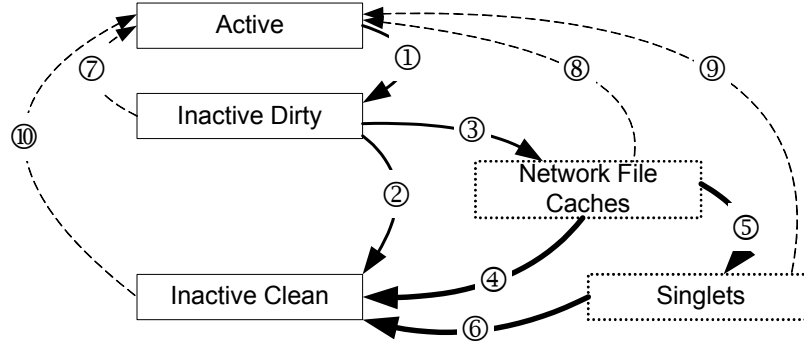 Active
①
⑦
⑧
⑨
Inactive Dirty
③
⑩
Network File
Caches
②
⑤
④
Inactive Clean
Singlets
⑥